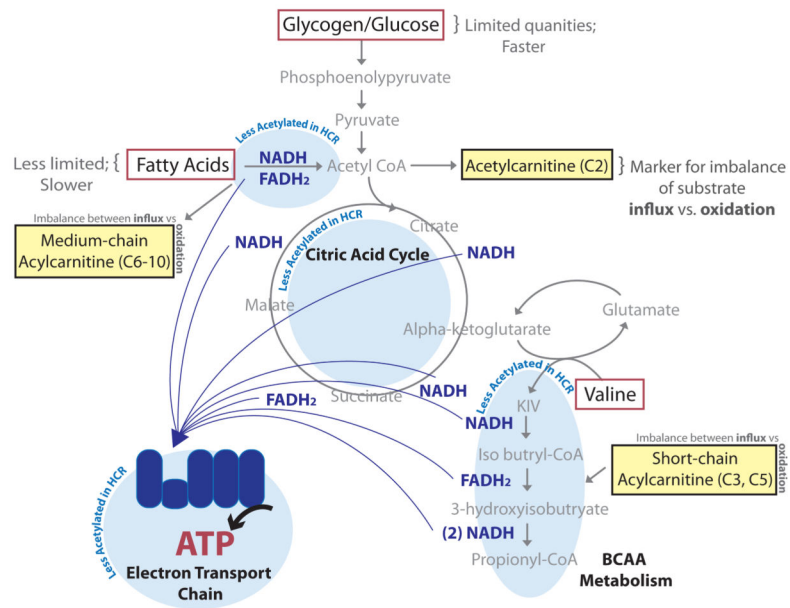 Glycogen/Glucose
} Limited quanities;
Faster
Phosphoenolypyruvate
Pyruvate
Less Acetylated in HCR
Less limited; {
Slower
Fatty Acids
NADH
FADH₂
Acetyl CoA
Acetylcarnitine (C2)
} Marker for imbalance
of substrate
influx vs. oxidation
Imbalance between influx vs
oxidation
Medium-chain
Acylcarnitine (C6-10)
NADH
Less Acetylated in HCR
Citrate
Citric Acid Cycle
NADH
Malate
Alpha-ketoglutarate
Glutamate
Succinate
NADH
FADH₂
Less Acetylated in HCR
KIV
Valine
NADH
Iso butryl-CoA
Imbalance between influx vs
oxidation
Short-chain
Acylcarnitine (C3, C5)
FADH₂
3-hydroxyisobutryate
(2) NADH
Propionyl-CoA
BCAA
Metabolism
Less Acetylated in HCR
ATP
Electron Transport
Chain